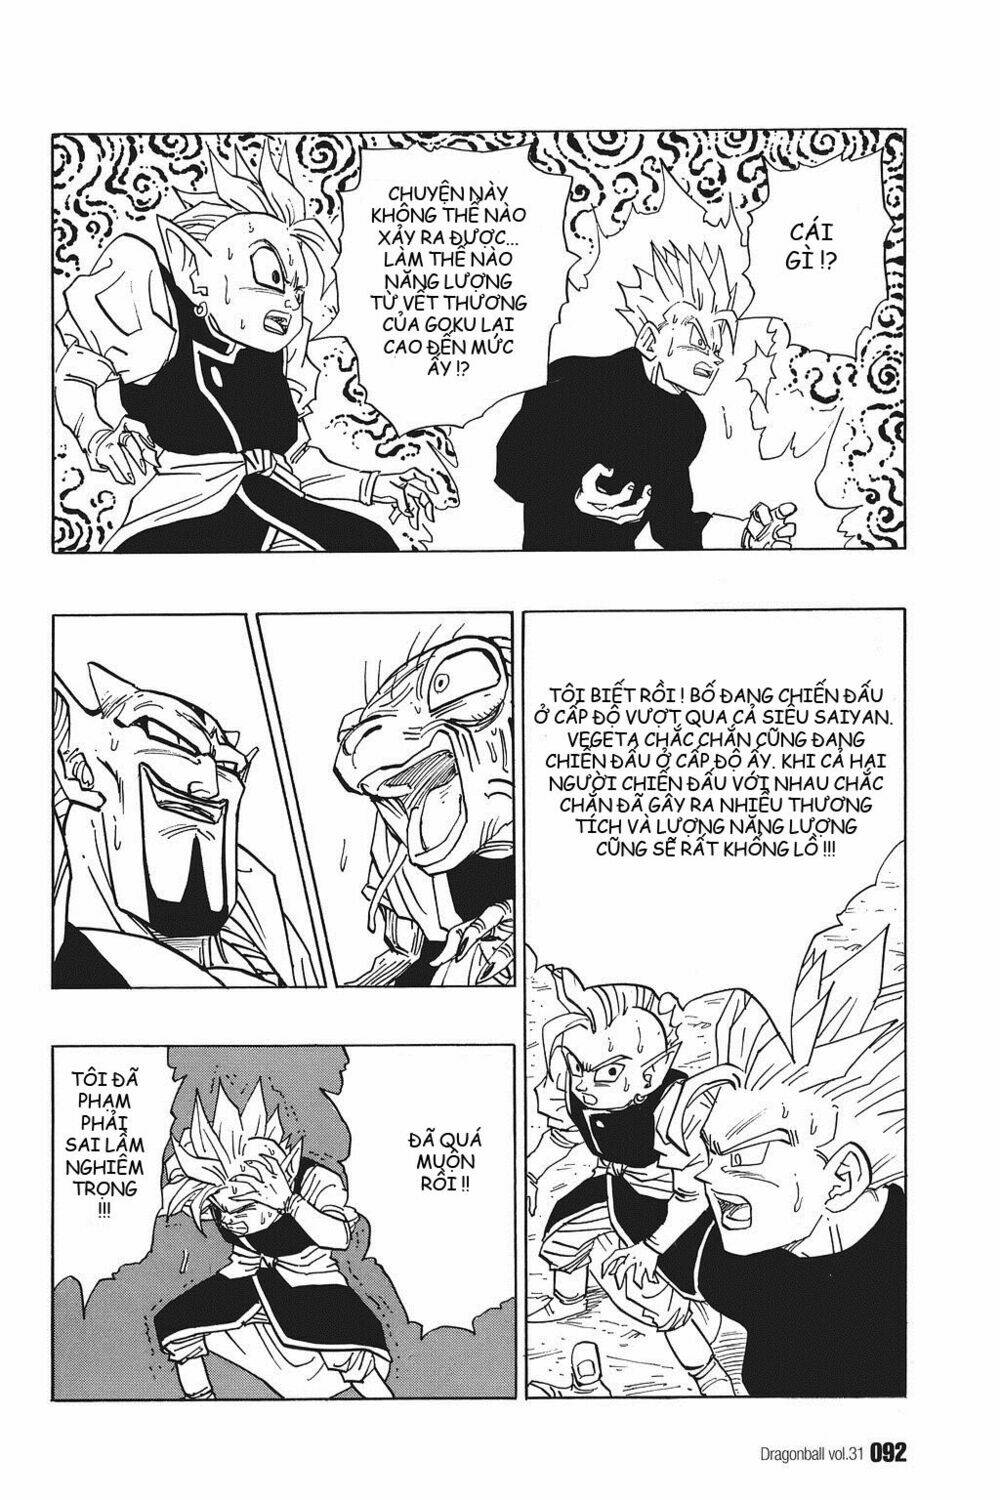 CÁI
GÌ !?
CHUYỆN NÀY
KHÔNG THỂ NÀO
XẢY RA ĐƯỢC...
LÀM THẾ NÀO
NĂNG LƯỢNG
TỪ VẾT THƯƠNG
CỦA GOKU LẠI
CAO ĐẾN MỨC
ẤY !?
TÔI BIẾT RỒI ! BỐ ĐANG CHIẾN ĐẤU
Ở CẤP ĐỘ VƯỢT QUA CẢ SIÊU SAIYAN.
VEGETA CHẮC CHẮN CŨNG ĐANG
CHIẾN ĐẤU Ở CẤP ĐỘ ẤY. KHI CẢ HAI
NGƯỜI CHIẾN ĐẤU VỚI NHAU CHẮC
CHẮN ĐÃ GÂY RA NHIỀU THƯƠNG
TÍCH VÀ LƯỢNG NĂNG LƯỢNG
CŨNG SẼ RẤT KHỔNG LỒ !!!
ĐÃ QUÁ
MUỘN
RỒI !!
TÔI ĐÃ
PHẠM
PHẢI
SAI LẦM
NGHIÊM
TRỌNG
!!!
Dragonball vol.31 092